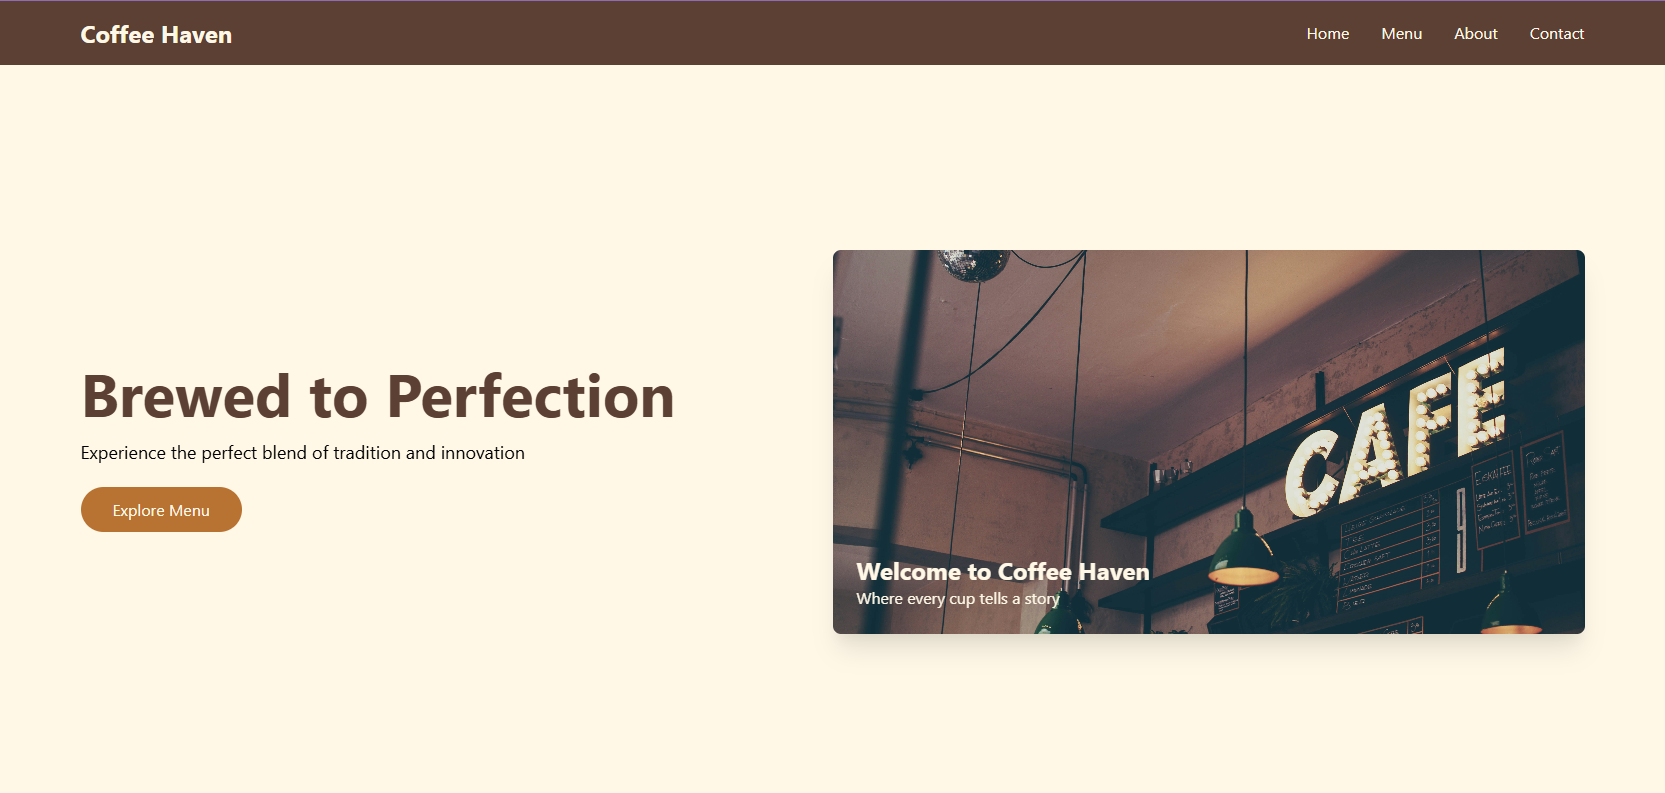 Coffee Haven
Home Menu About Contact
Brewed to Perfection
Experience the perfect blend of tradition and innovation
Explore Menu
CAFE
Welcome to Coffee Haven
Where every cup tells a story